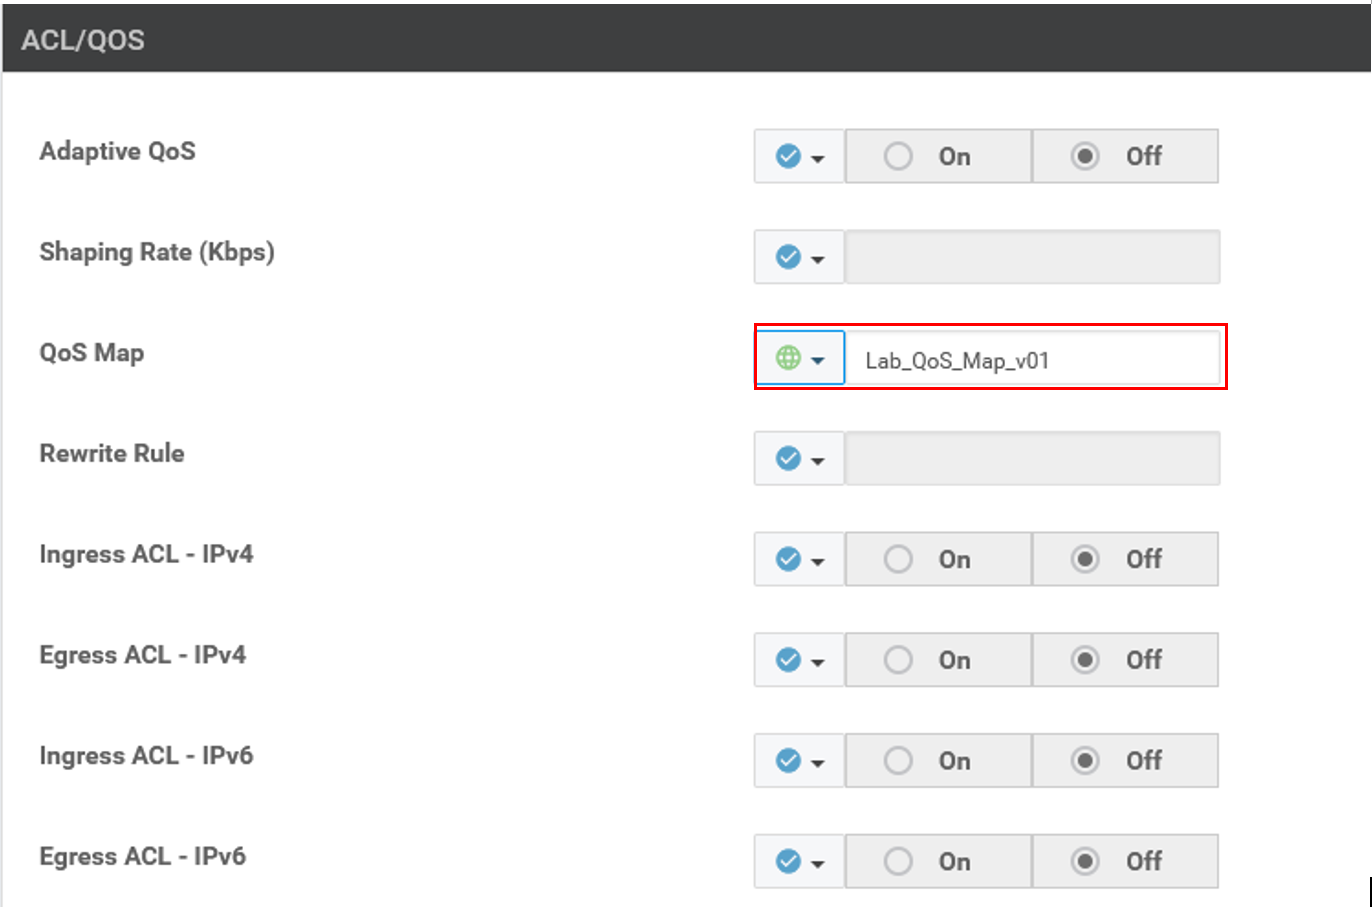 ACL/QOS
Adaptive QoS On Off
Shaping Rate (Kbps)
QoS Map Lab_QoS_Map_v01
Rewrite Rule
Ingress ACL - IPv4 On Off
Egress ACL - IPv4 On Off
Ingress ACL - IPv6 On Off
Egress ACL - IPv6 On Off